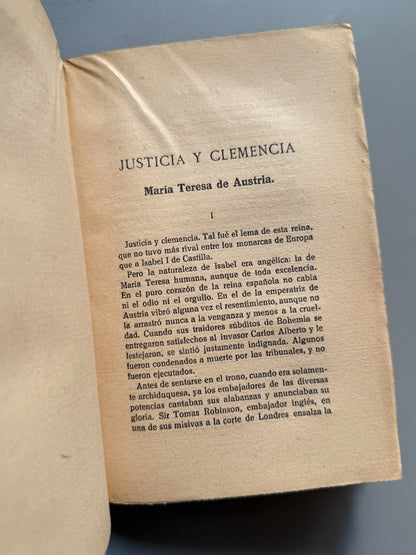 JUSTICIA Y CLEMENCIA
María Teresa de Austria.
I
Justicia y clemencia. Tal fué el lema de esta reina,
que no tuvo más rival entre los monarcas de Europa
que a Isabel I de Castilla.
Pero la naturaleza de Isabel era angélica: la de
María Teresa humana, aunque de toda excelencia.
En el puro corazón de la reina española no cabía
ni el odio ni el orgullo. En el de la emperatriz de
Austria vibró alguna vez el resentimiento, aunque no
la arrastró nunca a la venganza y menos a la cruel-
dad. Cuando sus traidores súbditos de Bohemia se
entregaron satisfechos al invasor Carlos Alberto y le
festejaron, se sintió justamente indignada. Algunos
fueron condenados a muerte por los tribunales, y no
fueron ejecutados.
Antes de sentarse en el trono, cuando era solamen-
te archiduquesa, ya los embajadores de las diversas
potencias cantaban sus alabanzas y anunciaban su
gloria. Sir Tomas Robinson, embajador inglés, en
una de sus misivas a la corte de Londres ensalza la